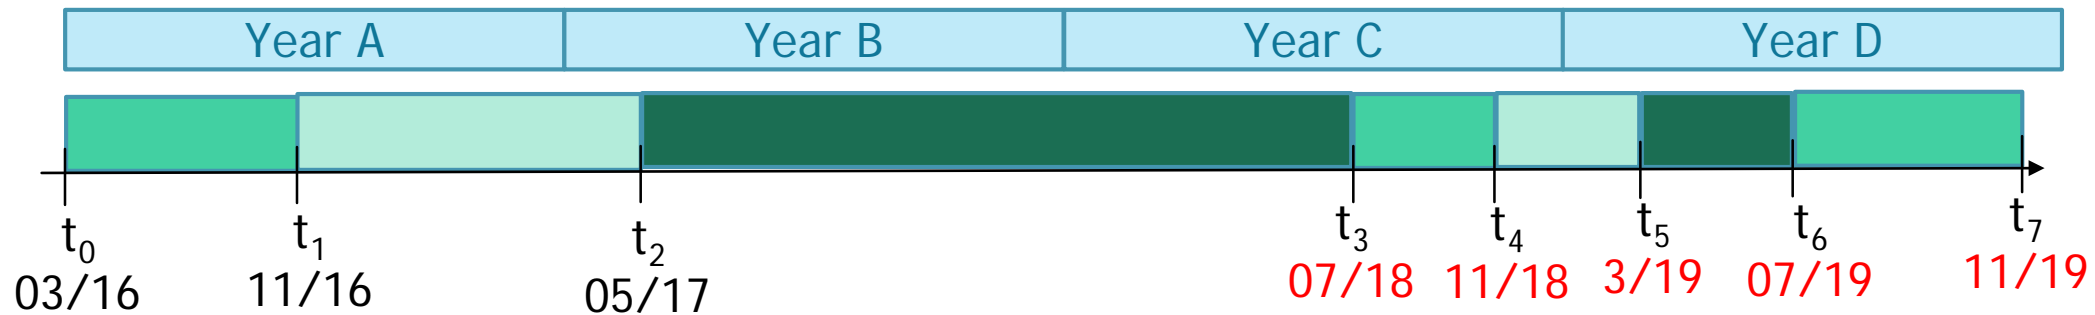 Year A Year B Year C Year D
t0 t1 t2 t3 t4 t5 t6 t7
03/16 11/16 05/17 07/18 11/18 3/19 07/19 11/19